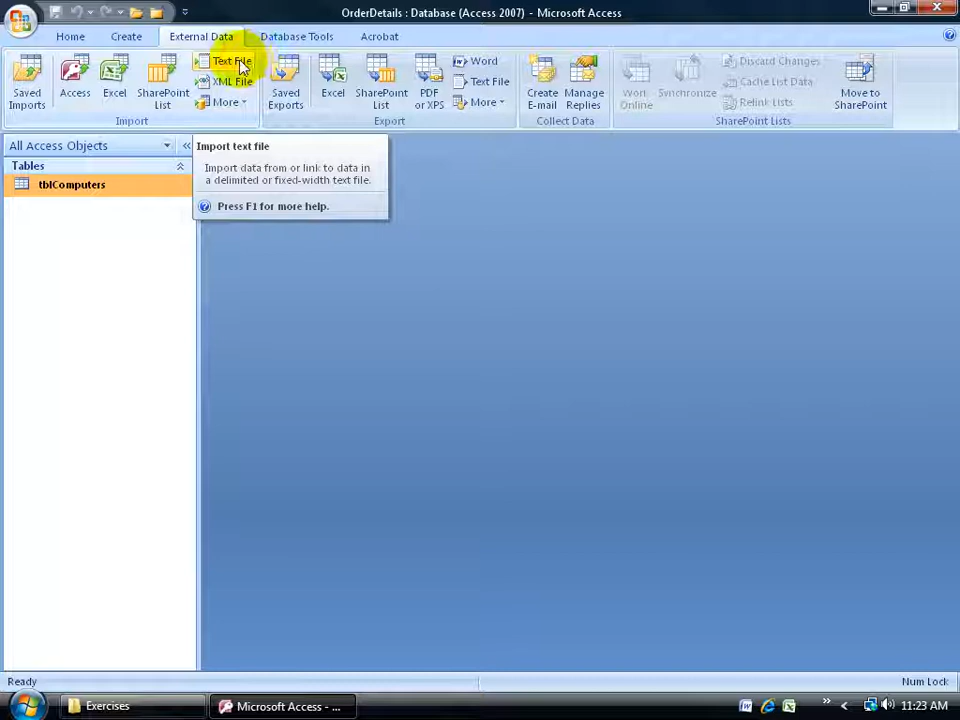 OrderDetails : Database (Access 2007) - Microsoft Access
Home Create External Data Database Tools Acrobat
Saved Imports
Access
Excel
SharePoint List
Text File
XML File
More
Import
Saved Exports
Excel
SharePoint List
PDF or XPS
Word
Text File
More
Export
Create E-mail
Manage Replies
Collect Data
Work Online
Synchronize
Discard Changes
Cache List Data
Relink Lists
Move to SharePoint
SharePoint Lists
All Access Objects
Tables
tblComputers
Import text file
Import data from or link to data in
a delimited or fixed-width text file.
Press F1 for more help.
Ready
Num Lock
Exercises
Microsoft Access - ...
11:23 AM